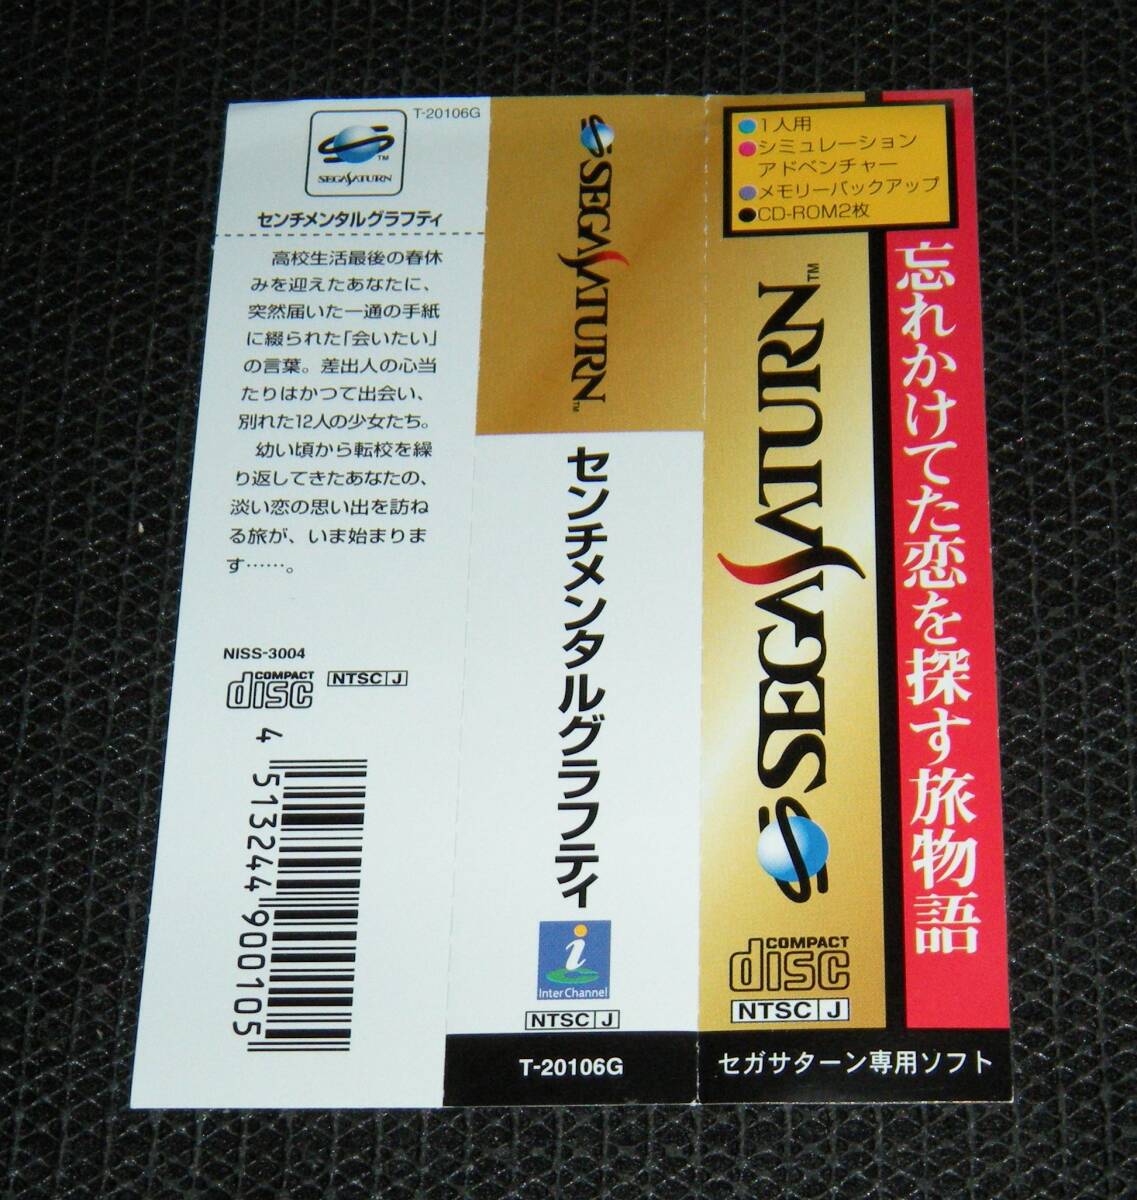 T-20106G
TM
SEGA SATURN
センチメンタルグラフティ
高校生活最後の春休
みを迎えたあなたに、
突然届いた一通の手紙
に綴られた「会いたい」
の言葉。差出人の心当
たりはかつて出会い、
別れた12人の少女たち。
幼い頃から転校を繰
り返してきたあなたの、
淡い恋の思い出を訪ね
る旅が、いま始まりま
す……。
NISS-3004
COMPACT
disc
NTSC J
4 513244 900105
SEGA SATURN
TM
センチメンタルグラフティ
i
Inter Channel
NTSC J
T-20106G
●1人用
●シミュレーション
アドベンチャー
●メモリーバックアップ
●CD-ROM2枚
SEGA SATURN
TM
COMPACT
disc
NTSC J
忘れかけてた恋を探す旅物語
セガサターン専用ソフト